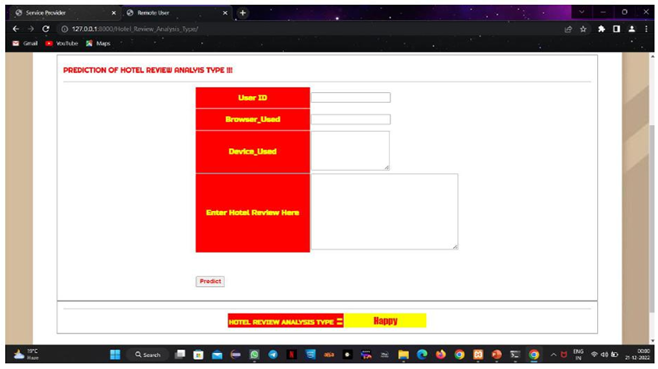 Service Provider
Remote User
127.0.0.1:8000/Hotel_Review_Analysis_Type/
Gmail YouTube Maps
PREDICTION OF HOTEL REVIEW ANALYIS TYPE !!!
User ID
Browser_Used
Device_Used
Enter Hotel Review Here
Predict
HOTEL REVIEW ANALYSIS TYPE = Happy
19°C
Haze
Search
ENG
IN
00:00
21-12-2022